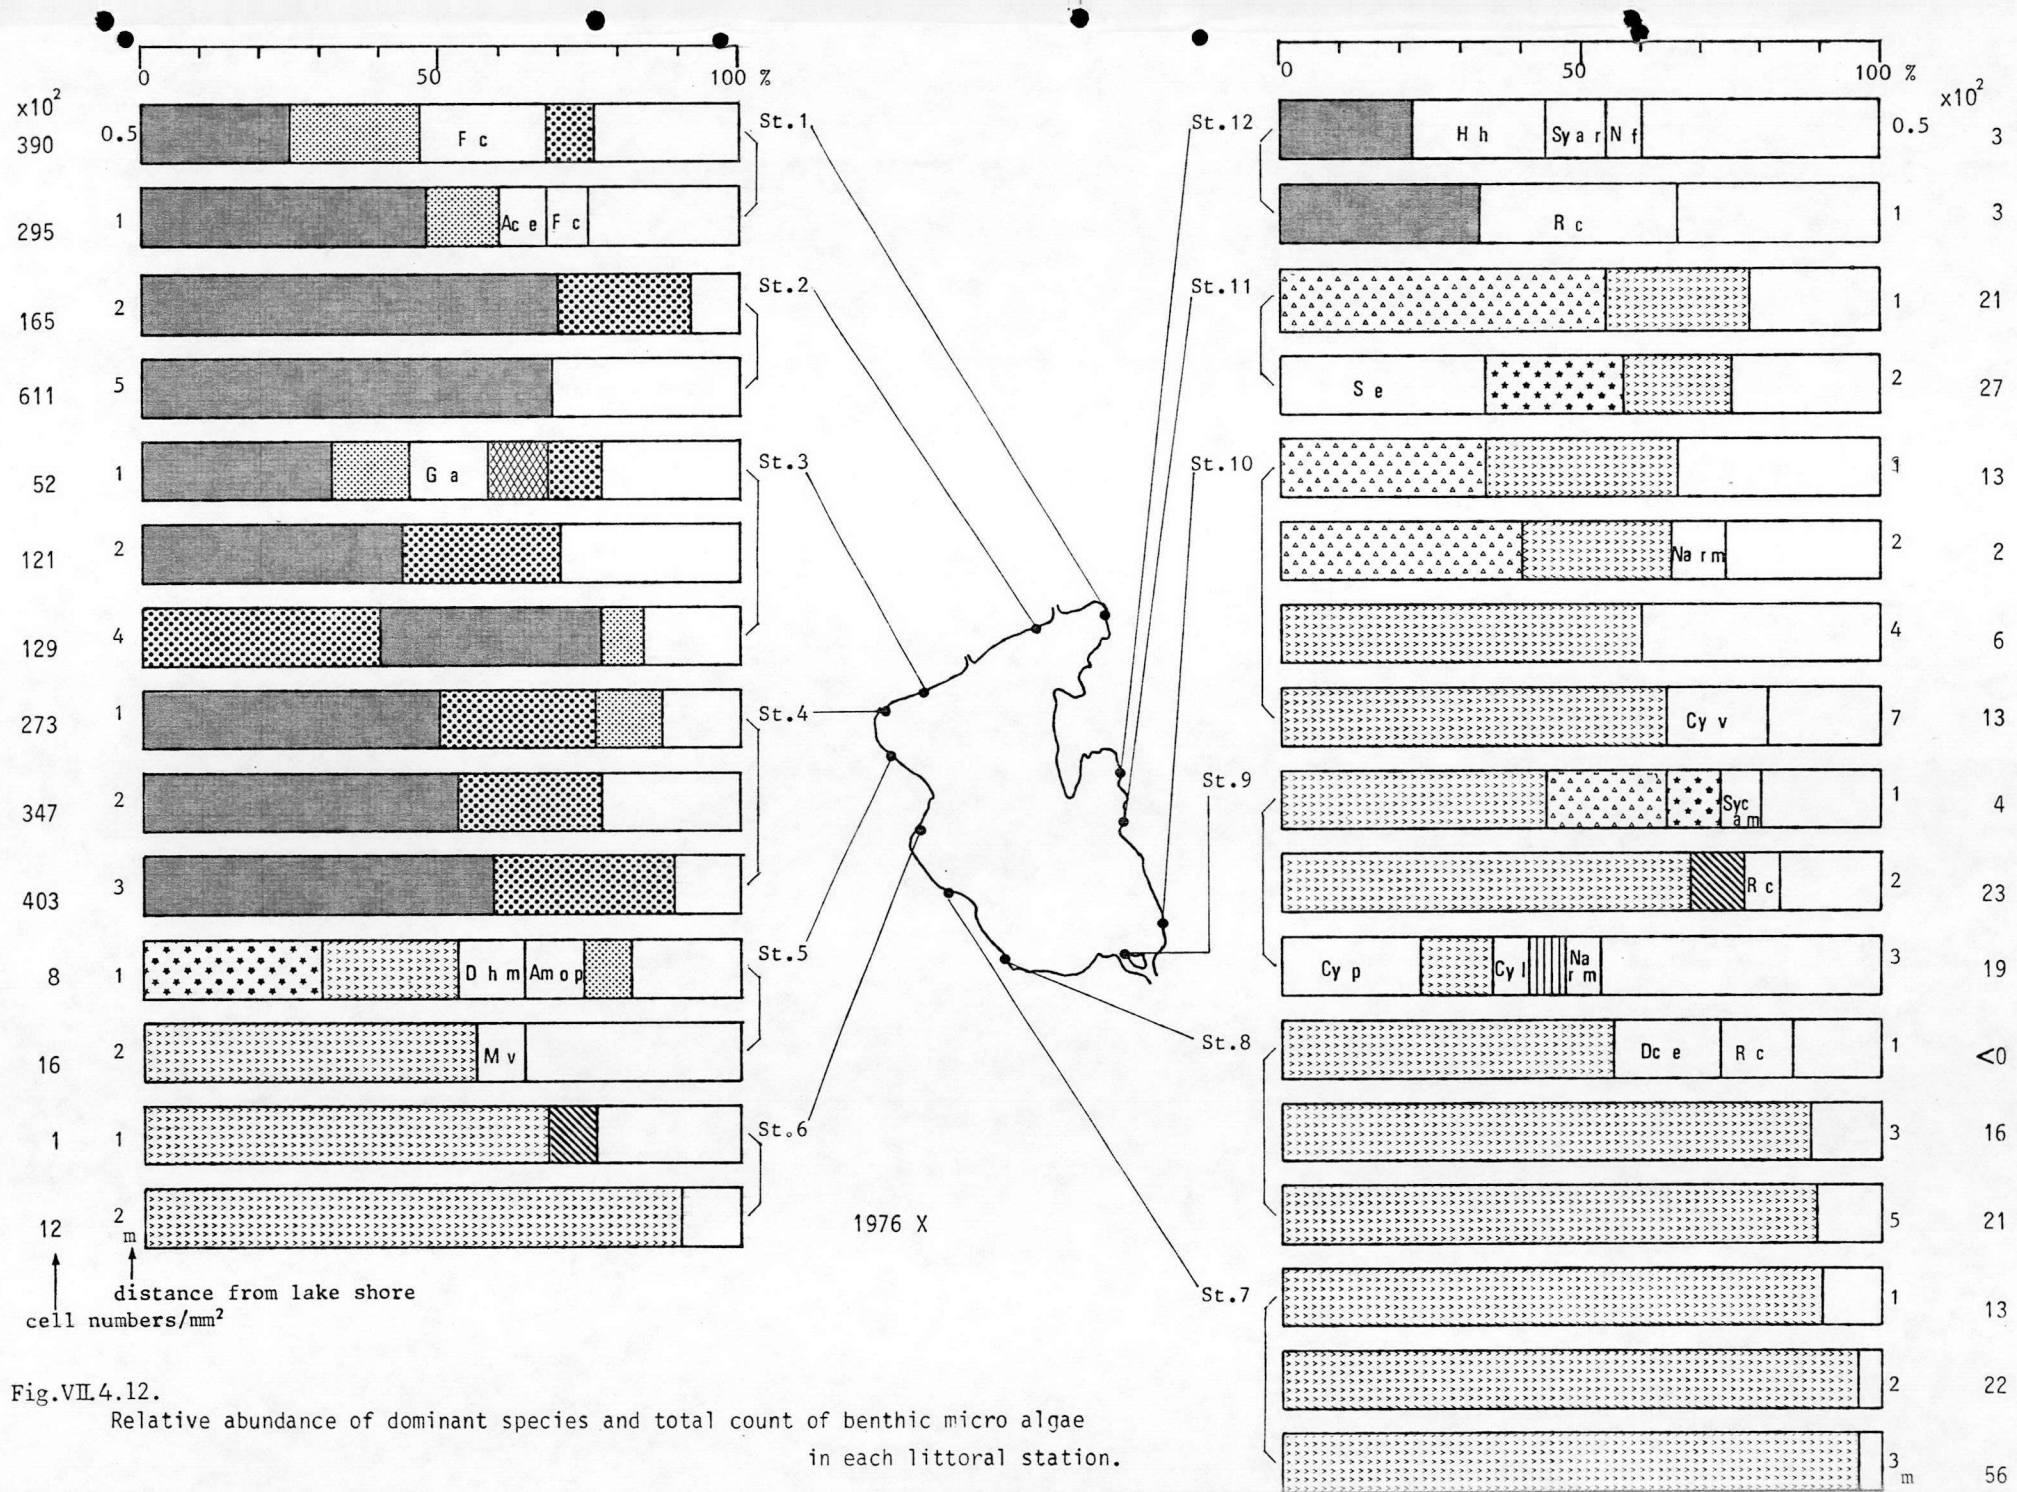 0 50 100 %
x10²
390 0.5 F c St.1
295 1 Ac e F c
165 2 St.2
611 5
52 1 G a St.3
121 2
129 4
273 1 St.4
347 2
403 3
8 1 D h m Am o p St.5
16 2 M v
1 1 St.6
12 2 m
distance from lake shore
cell numbers/mm²
1976 X
0 50 100 %
x10²
St.12 H h Sy a r N f 0.5 3
R c 1 3
St.11 1 21
S e 2 27
St.10 1 13
Na r m 2 2
4 6
Cy v 7 13
St.9 Sy c a m 1 4
R c 2 23
Cy p Cy l Na r m 3 19
St.8 Dc e R c 1 <0
3 16
5 21
St.7 1 13
2 22
3 m 56
Fig.VII.4.12.
Relative abundance of dominant species and total count of benthic micro algae
in each littoral station.